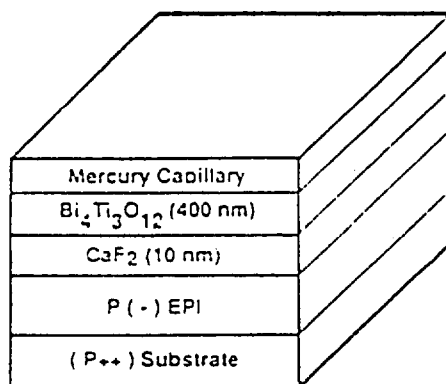 Mercury Capillary
Bi₄Ti₃O₁₂ (400 nm)
CaF₂ (10 nm)
P (-) EPI
(P++) Substrate